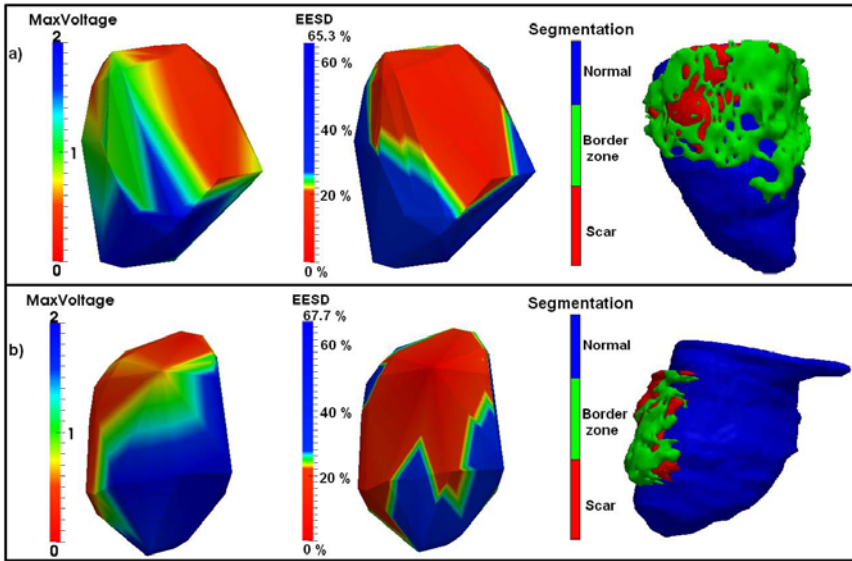 a)
MaxVoltage
2
1
0
EESD
65.3 %
60 %
40 %
20 %
0 %
Segmentation
Normal
Border
zone
Scar
b)
MaxVoltage
2
1
0
EESD
67.7 %
60 %
40 %
20 %
0 %
Segmentation
Normal
Border
zone
Scar